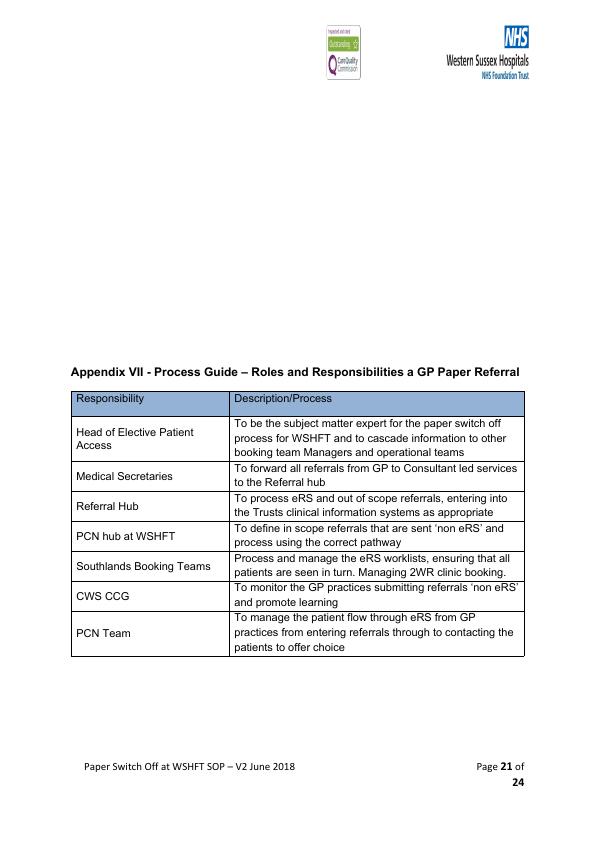 Inspected and rated
Outstanding
CareQuality
Commission
NHS
Western Sussex Hospitals
NHS Foundation Trust
Appendix VII - Process Guide – Roles and Responsibilities a GP Paper Referral
Responsibility
Description/Process
Head of Elective Patient
Access
To be the subject matter expert for the paper switch off
process for WSHFT and to cascade information to other
booking team Managers and operational teams
Medical Secretaries
To forward all referrals from GP to Consultant led services
to the Referral hub
Referral Hub
To process eRS and out of scope referrals, entering into
the Trusts clinical information systems as appropriate
PCN hub at WSHFT
To define in scope referrals that are sent ‘non eRS’ and
process using the correct pathway
Southlands Booking Teams
Process and manage the eRS worklists, ensuring that all
patients are seen in turn. Managing 2WR clinic booking.
CWS CCG
To monitor the GP practices submitting referrals ‘non eRS’
and promote learning
PCN Team
To manage the patient flow through eRS from GP
practices from entering referrals through to contacting the
patients to offer choice
Paper Switch Off at WSHFT SOP – V2 June 2018
Page 21 of
24